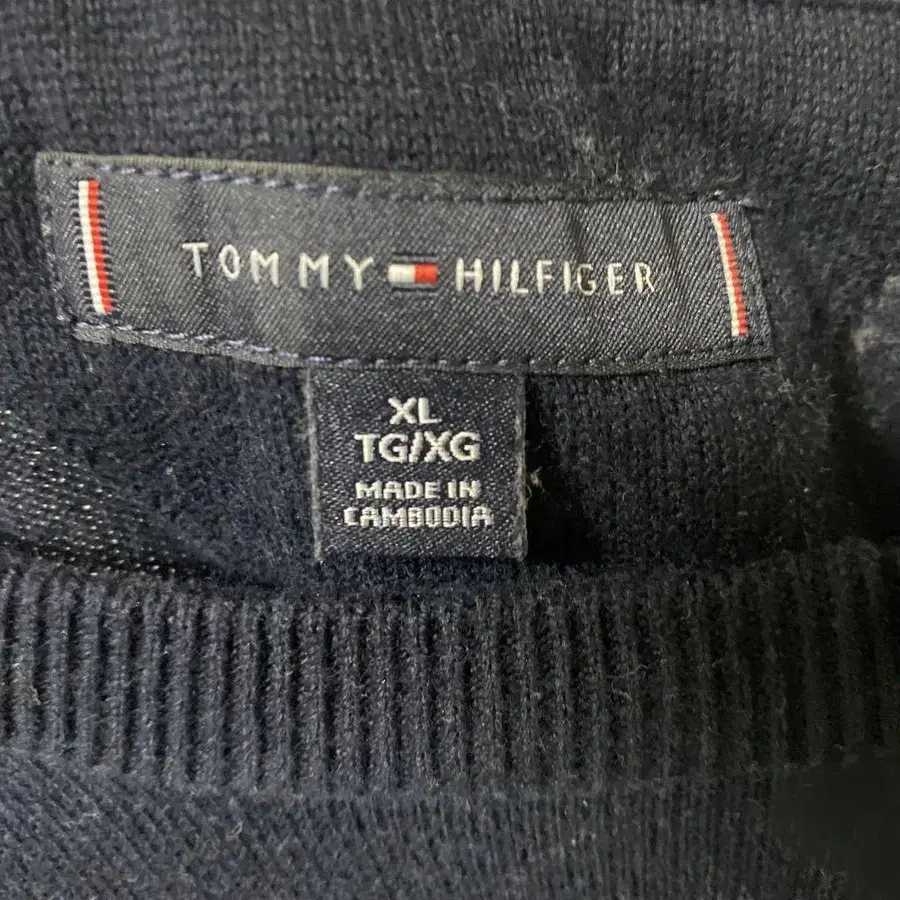 TOMMY HILFIGER
XL
TG/XG
MADE IN
CAMBODIA